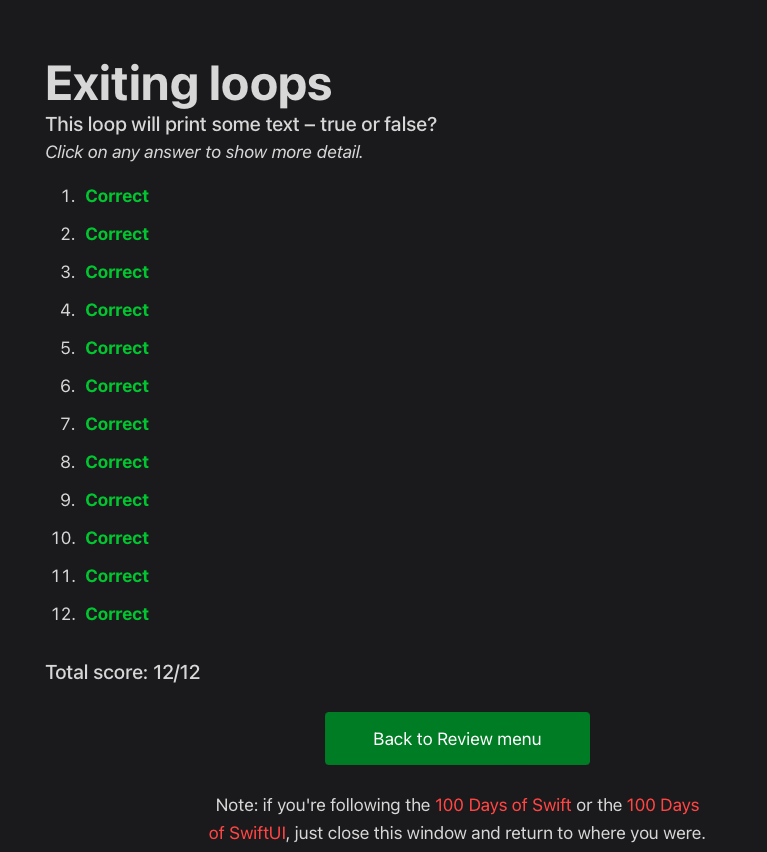 Exiting loops
This loop will print some text – true or false?
Click on any answer to show more detail.
1. Correct
2. Correct
3. Correct
4. Correct
5. Correct
6. Correct
7. Correct
8. Correct
9. Correct
10. Correct
11. Correct
12. Correct
Total score: 12/12
Back to Review menu
Note: if you're following the 100 Days of Swift or the 100 Days
of SwiftUI, just close this window and return to where you were.